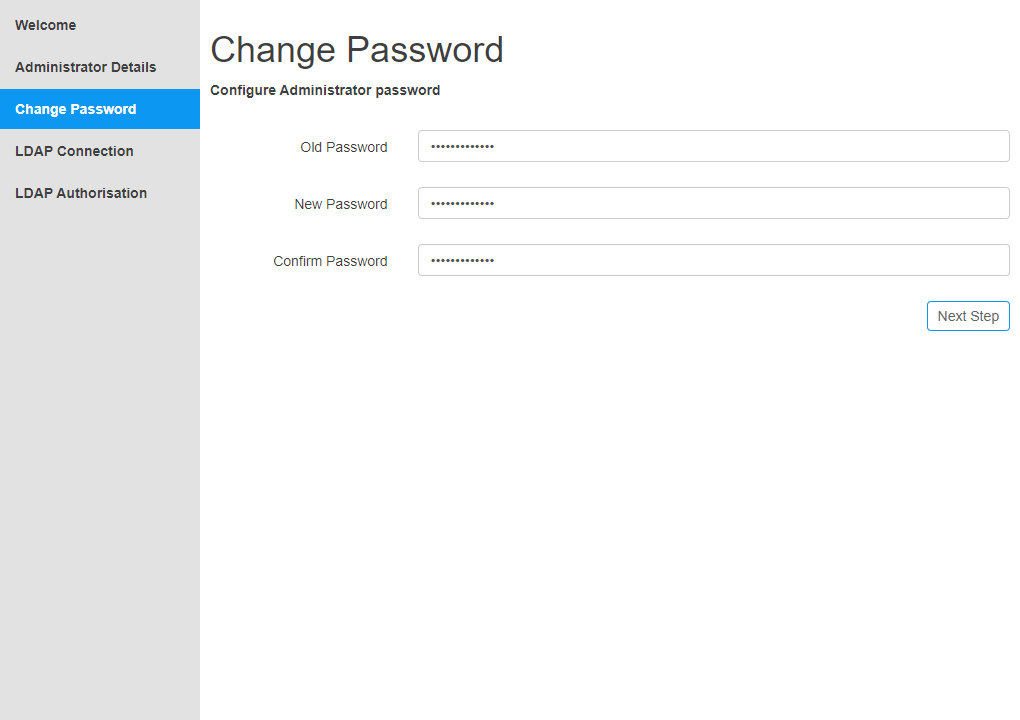 Welcome
Administrator Details
Change Password
LDAP Connection
LDAP Authorisation
Change Password
Configure Administrator password
Old Password •••••••••••••
New Password •••••••••••••
Confirm Password •••••••••••••
Next Step